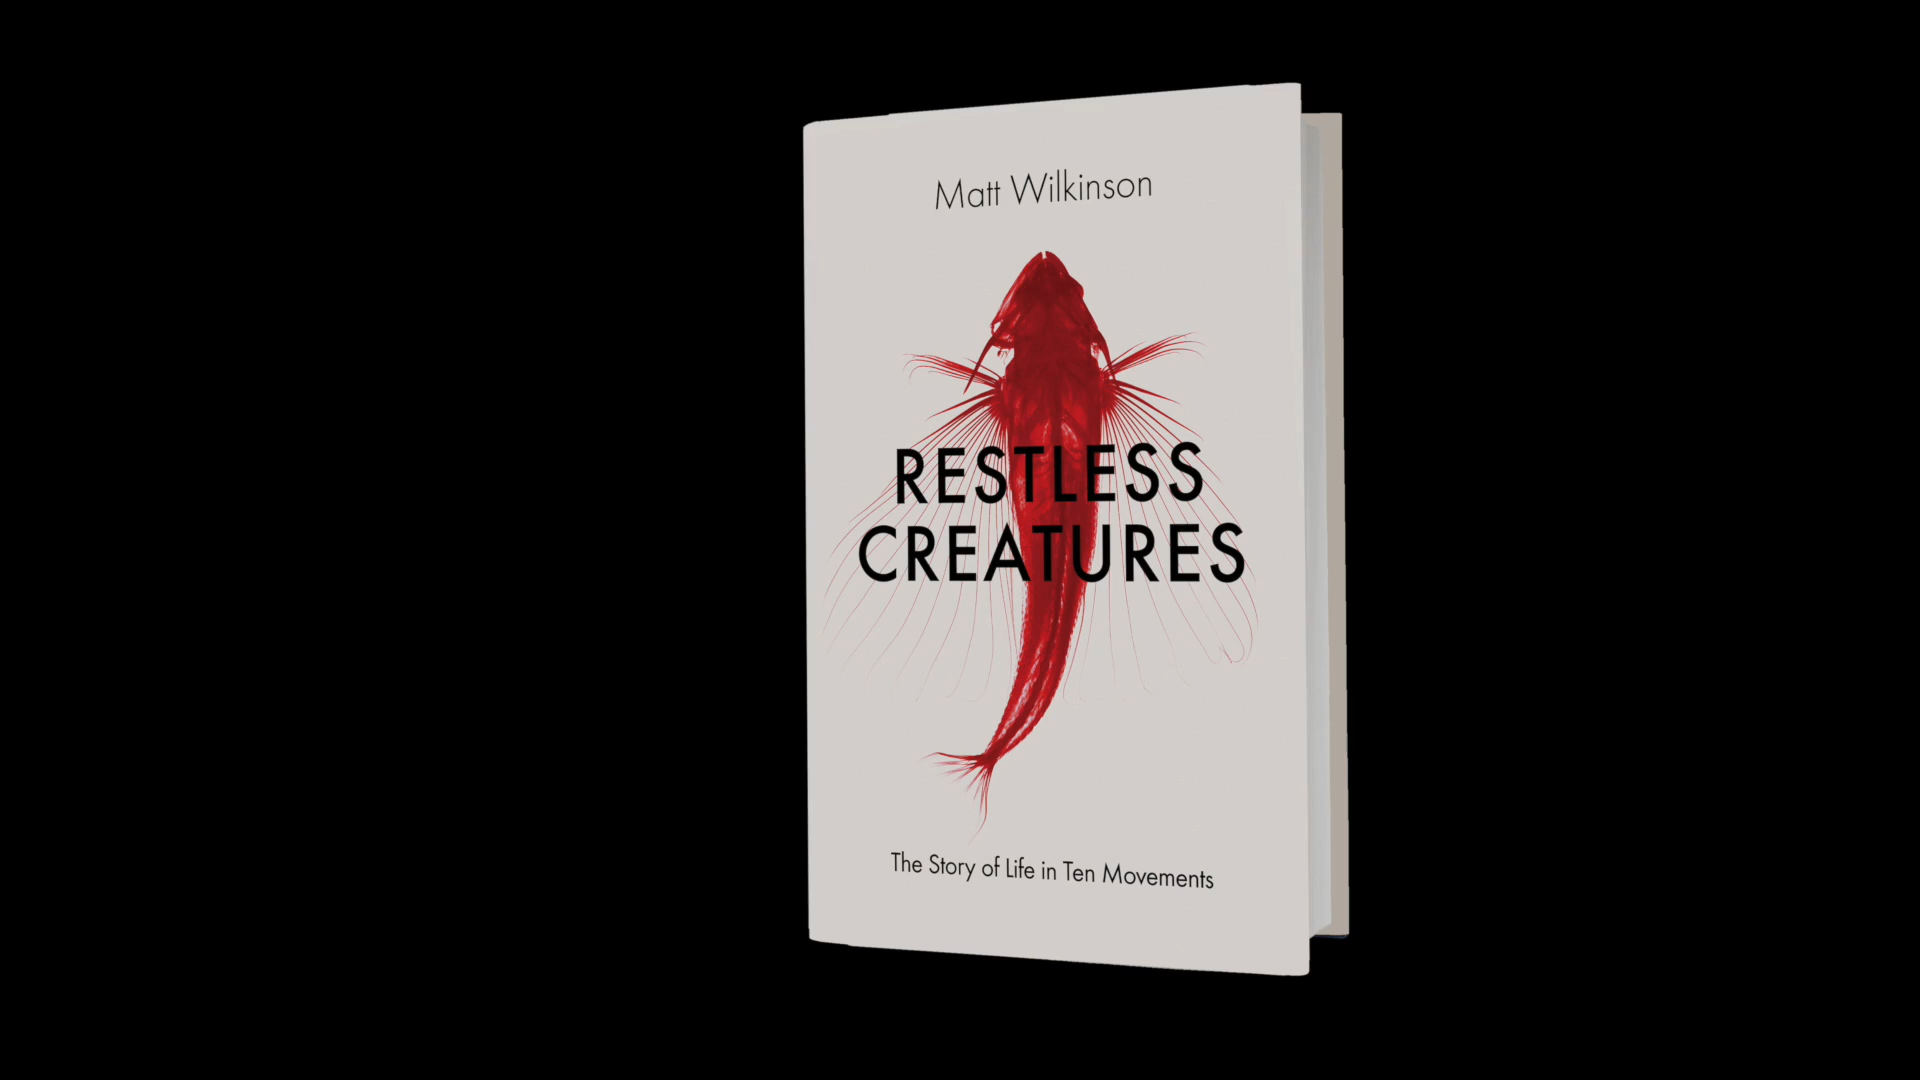 Matt Wilkinson
RESTLESS
CREATURES
The Story of Life in Ten Movements